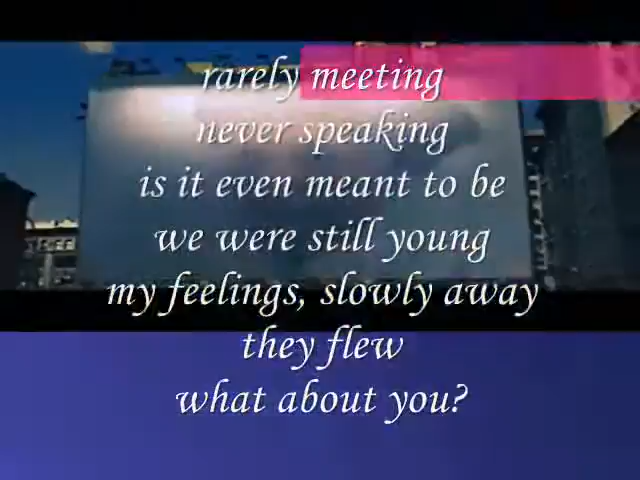 rarely meeting
never speaking
is it even meant to be
we were still young
my feelings, slowly away
they flew
what about you?